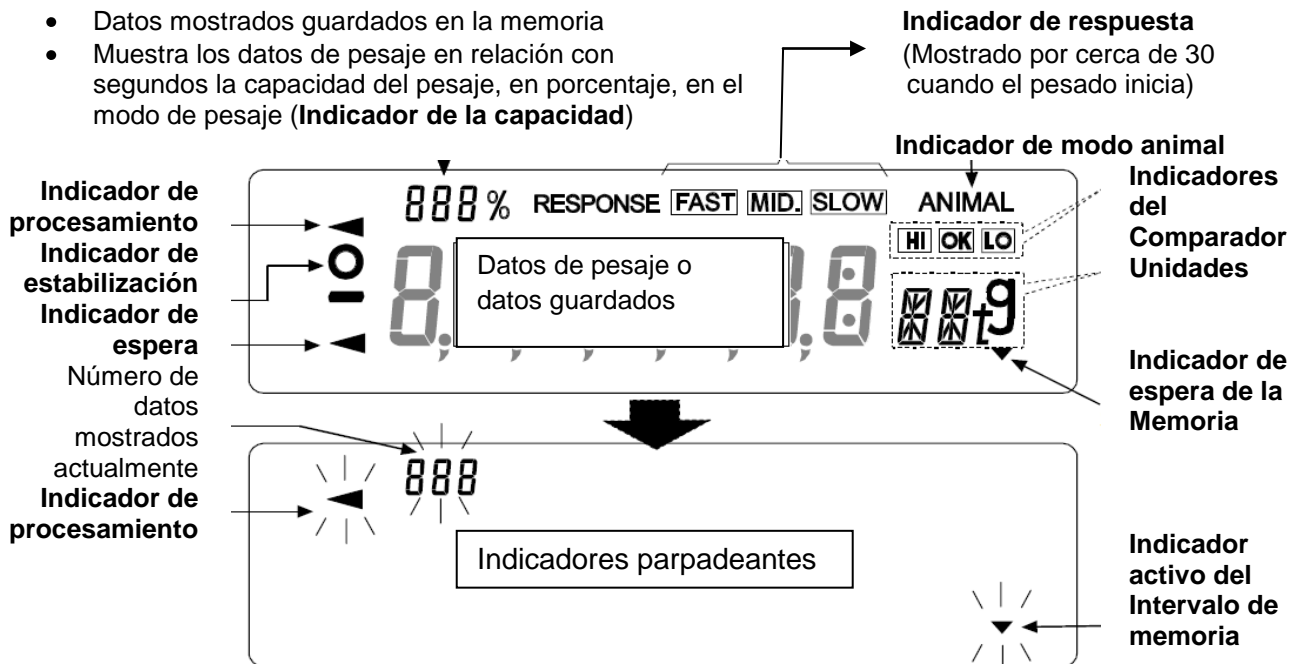 • Datos mostrados guardados en la memoria
• Muestra los datos de pesaje en relación con
segundos la capacidad del pesaje, en porcentaje, en el
modo de pesaje (Indicador de la capacidad)
Indicador de respuesta
(Mostrado por cerca de 30
cuando el pesado inicia)
Indicador de modo animal
Indicador de
procesamiento
Indicador de
estabilización
Indicador de
espera
Número de
datos
mostrados
actualmente
Indicador de
procesamiento
888% RESPONSE FAST MID. SLOW ANIMAL
HI OK LO
Datos de pesaje o
datos guardados
g
t
Indicadores
del
Comparador
Unidades
Indicador de
espera de la
Memoria
888
Indicadores parpadeantes
Indicador
activo del
Intervalo de
memoria